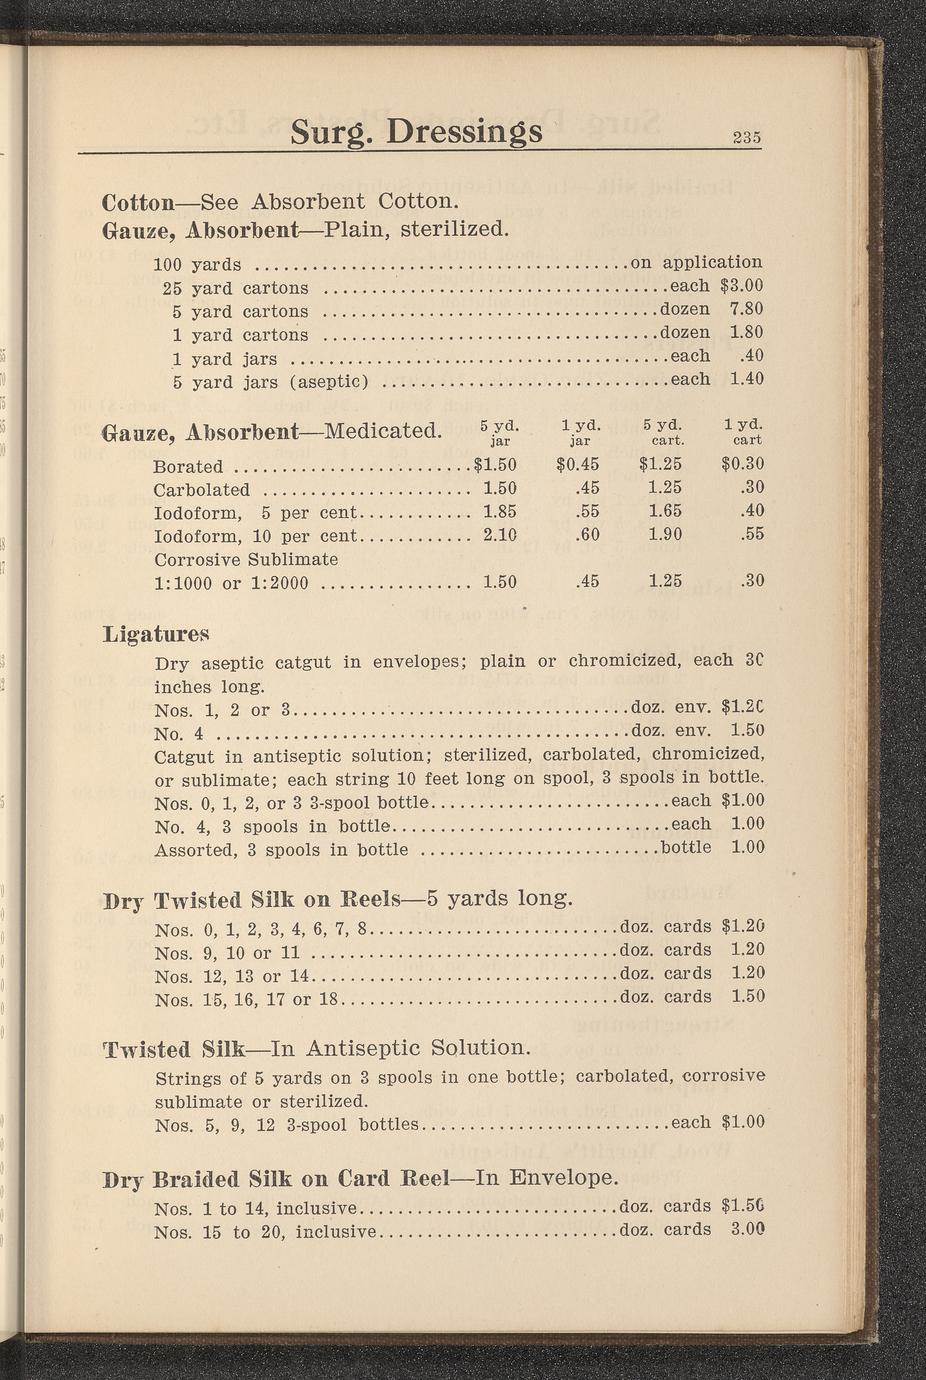 Surg. Dressings 235
Cotton—See Absorbent Cotton.
Gauze, Absorbent—Plain, sterilized.
100 yards .......................................on application
25 yard cartons ....................................each $3.00
5 yard cartons ...................................dozen 7.80
1 yard cartons ...................................dozen 1.80
1 yard jars .......................................each .40
5 yard jars (aseptic) ..............................each 1.40
Gauze, Absorbent—Medicated. 5 yd. jar 1 yd. jar 5 yd. cart. 1 yd. cart
Borated .........................$1.50 $0.45 $1.25 $0.30
Carbolated ...................... 1.50 .45 1.25 .30
Iodoform, 5 per cent............ 1.85 .55 1.65 .40
Iodoform, 10 per cent............ 2.10 .60 1.90 .55
Corrosive Sublimate
1:1000 or 1:2000 ................ 1.50 .45 1.25 .30
Ligatures
Dry aseptic catgut in envelopes; plain or chromicized, each 30
inches long.
Nos. 1, 2 or 3...................................doz. env. $1.20
No. 4 ...........................................doz. env. 1.50
Catgut in antiseptic solution; sterilized, carbolated, chromicized,
or sublimate; each string 10 feet long on spool, 3 spools in bottle.
Nos. 0, 1, 2, or 3 3-spool bottle.........................each $1.00
No. 4, 3 spools in bottle.............................each 1.00
Assorted, 3 spools in bottle .........................bottle 1.00
Dry Twisted Silk on Reels—5 yards long.
Nos. 0, 1, 2, 3, 4, 6, 7, 8..........................doz. cards $1.20
Nos. 9, 10 or 11 ................................doz. cards 1.20
Nos. 12, 13 or 14................................doz. cards 1.20
Nos. 15, 16, 17 or 18.............................doz. cards 1.50
Twisted Silk—In Antiseptic Solution.
Strings of 5 yards on 3 spools in one bottle; carbolated, corrosive
sublimate or sterilized.
Nos. 5, 9, 12 3-spool bottles..........................each $1.00
Dry Braided Silk on Card Reel—In Envelope.
Nos. 1 to 14, inclusive...........................doz. cards $1.50
Nos. 15 to 20, inclusive.........................doz. cards 3.00